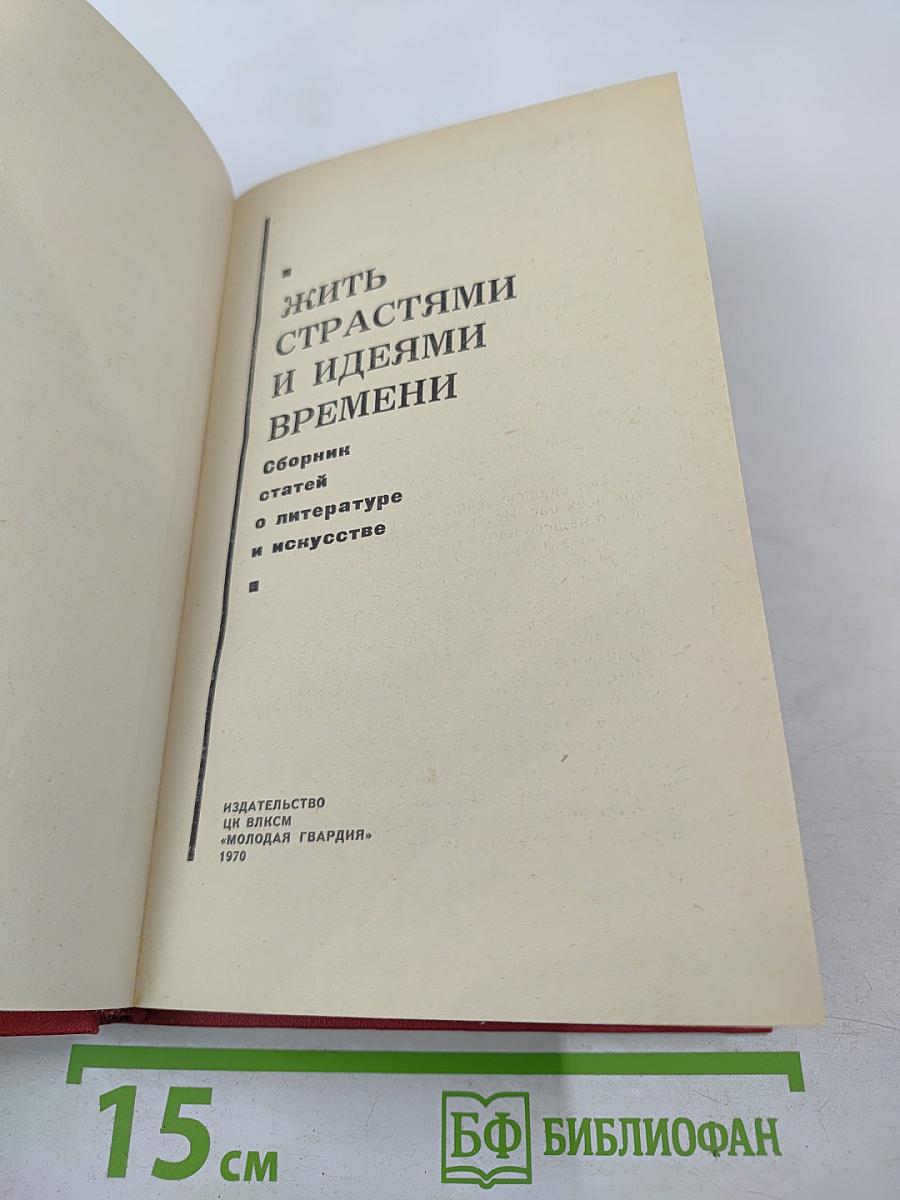 ЖИТЬ
СТРАСТЯМИ
И ИДЕЯМИ
ВРЕМЕНИ
Сборник
статей
о литературе
и искусстве
ИЗДАТЕЛЬСТВО
ЦК ВЛКСМ
«МОЛОДАЯ ГВАРДИЯ»
1970
15 см
БФ БИБЛИОФАН